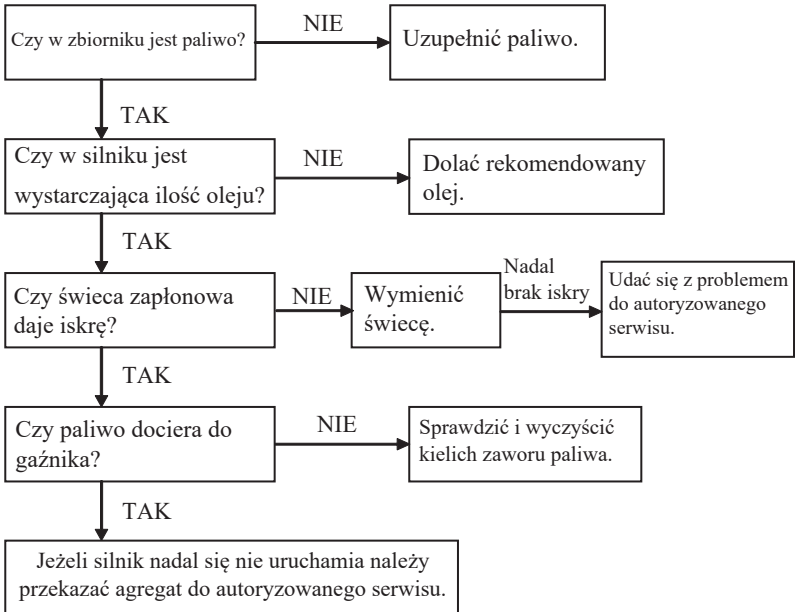 Czy w zbiorniku jest paliwo?
NIE
Uzupełnić paliwo.
TAK
Czy w silniku jest
wystarczająca ilość oleju?
NIE
Dolać rekomendowany
olej.
TAK
Czy świeca zapłonowa
daje iskrę?
NIE
Wymienić
świecę.
Nadal
brak iskry
Udać się z problemem
do autoryzowanego
serwisu.
TAK
Czy paliwo dociera do
gaźnika?
NIE
Sprawdzić i wyczyścić
kielich zaworu paliwa.
TAK
Jeżeli silnik nadal się nie uruchamia należy
przekazać agregat do autoryzowanego serwisu.